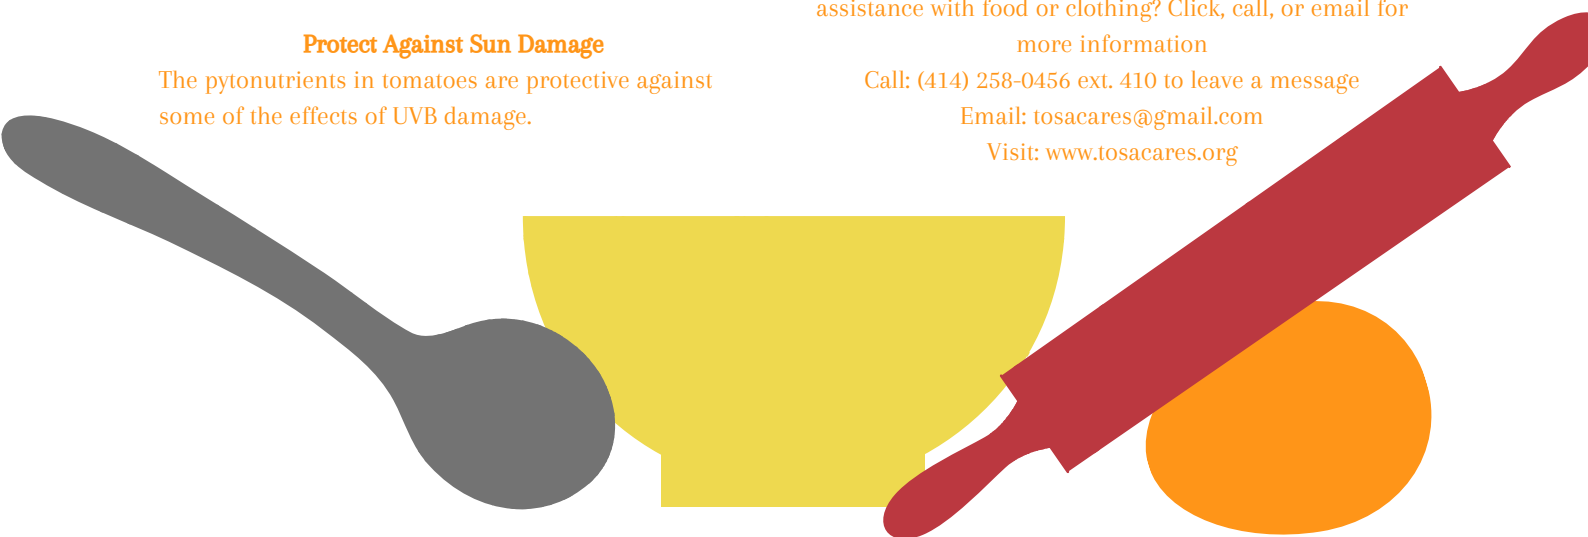 Protect Against Sun Damage
The pytonutrients in tomatoes are protective against
some of the effects of UVB damage.
assistance with food or clothing? Click, call, or email for
more information
Call: (414) 258-0456 ext. 410 to leave a message
Email: tosacares@gmail.com
Visit: www.tosacares.org